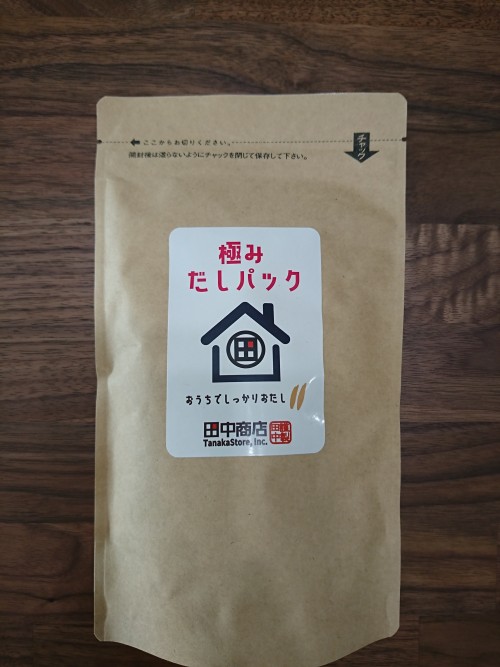 ここからお切りください。
チャック
開封後は湿らないようにチャックを閉じて保存して下さい。
極み
だしパック
田
おうちでしっかりおだし
田中商店
TanakaStore, Inc.